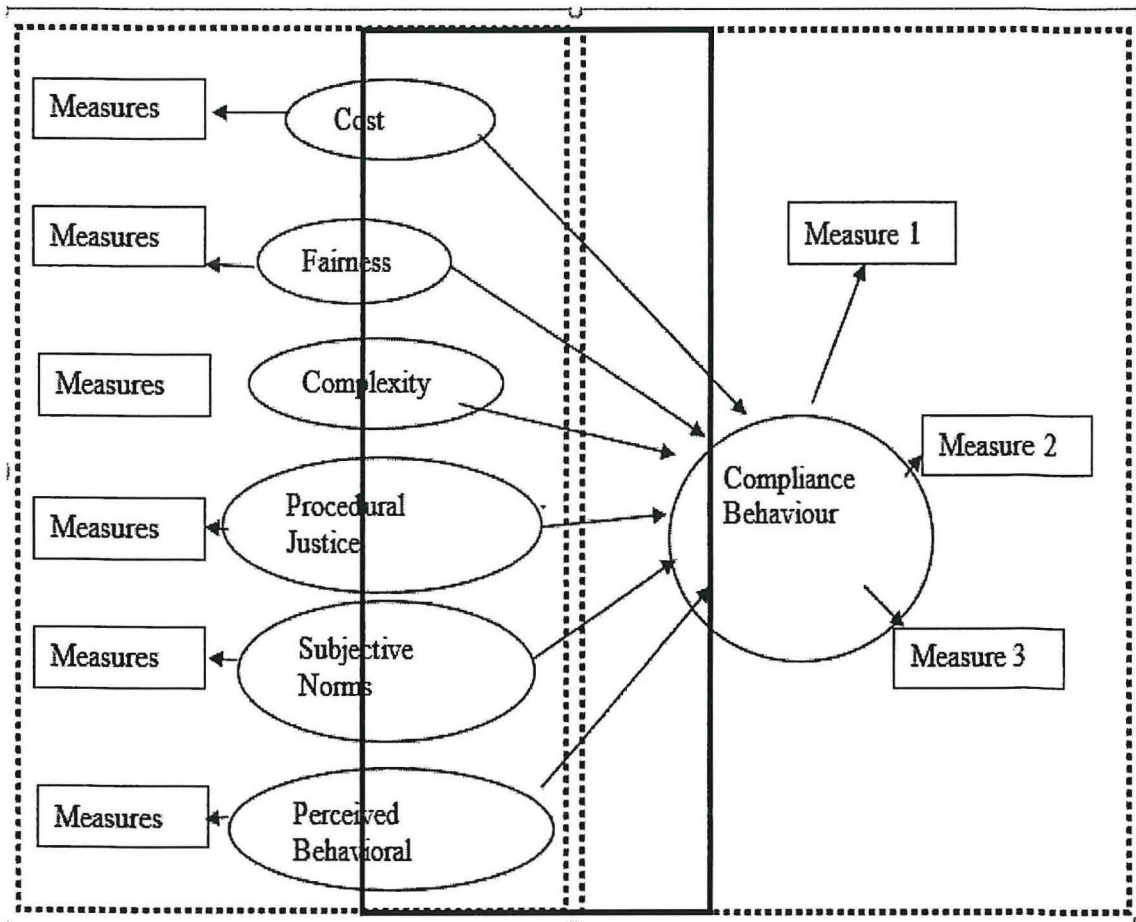 Measures
Cost
Measures
Fairness
Measures
Complexity
Measures
Procedural
Justice
Measures
Subjective
Norms
Measures
Perceived
Behavioral
Compliance
Behaviour
Measure 1
Measure 2
Measure 3